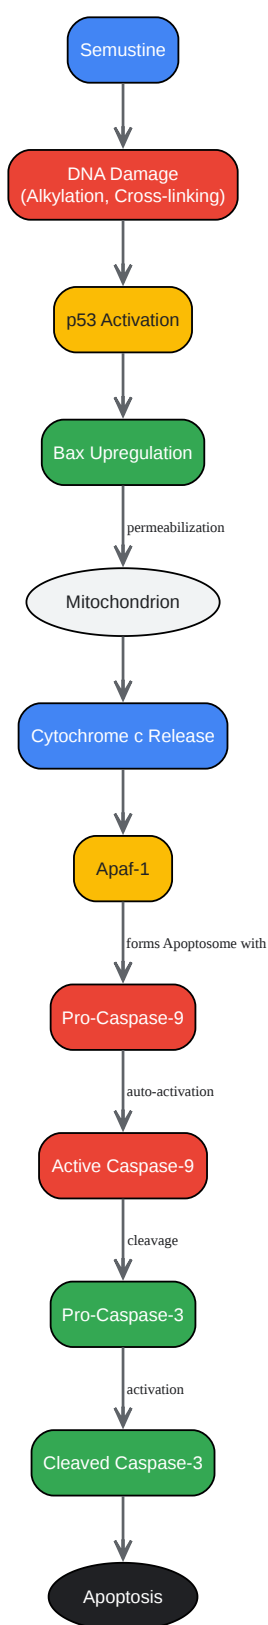 Semustine
DNA Damage
(Alkylation, Cross-linking)
p53 Activation
Bax Upregulation
permeabilization
Mitochondrion
Cytochrome c Release
Apaf-1
forms Apoptosome with
Pro-Caspase-9
auto-activation
Active Caspase-9
cleavage
Pro-Caspase-3
activation
Cleaved Caspase-3
Apoptosis